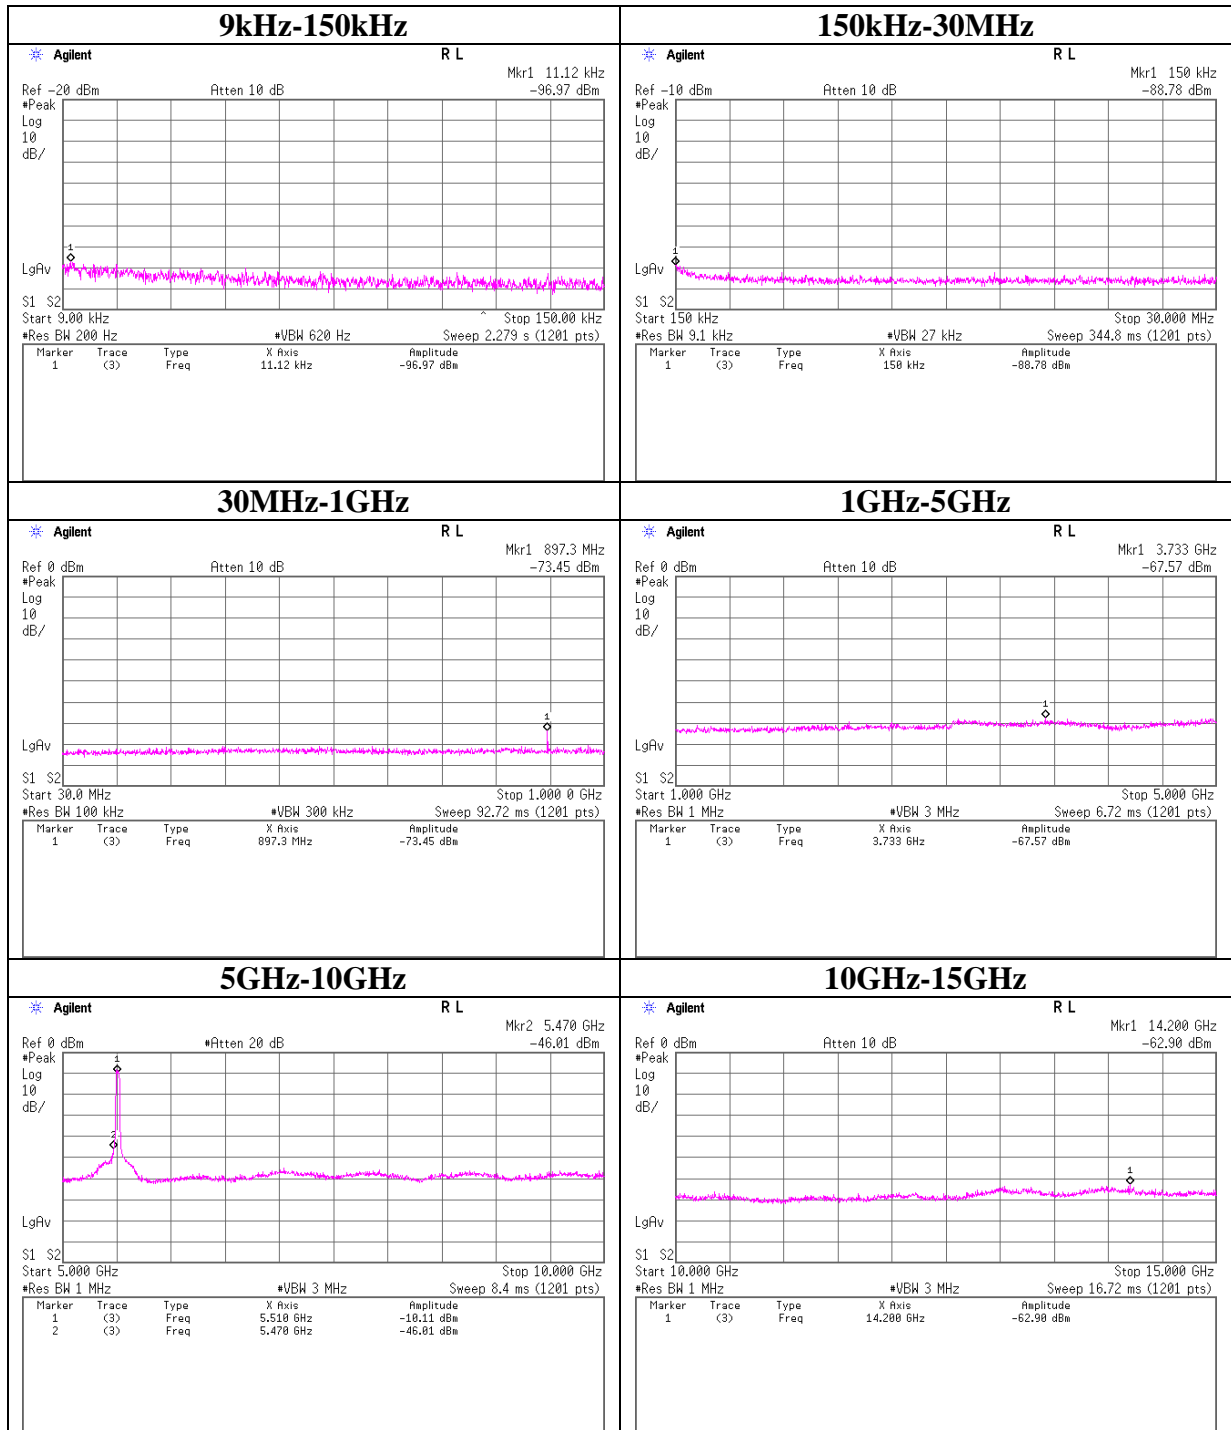 9kHz-150kHz
Agilent R L
Mkr1 11.12 kHz
Ref -20 dBm Atten 10 dB -96.97 dBm
#Peak
Log
10
dB/
1
LgAv
S1 S2
Start 9.00 kHz ^ Stop 150.00 kHz
#Res BW 200 Hz #VBW 620 Hz Sweep 2.279 s (1201 pts)
Marker Trace Type X Axis Amplitude
1 (3) Freq 11.12 kHz -96.97 dBm
150kHz-30MHz
Agilent R L
Mkr1 150 kHz
Ref -10 dBm Atten 10 dB -88.78 dBm
#Peak
Log
10
dB/
1
LgAv
S1 S2
Start 150 kHz Stop 30.000 MHz
#Res BW 9.1 kHz #VBW 27 kHz Sweep 344.8 ms (1201 pts)
Marker Trace Type X Axis Amplitude
1 (3) Freq 150 kHz -88.78 dBm
30MHz-1GHz
Agilent R L
Mkr1 897.3 MHz
Ref 0 dBm Atten 10 dB -73.45 dBm
#Peak
Log
10
dB/
1
LgAv
S1 S2
Start 30.0 MHz Stop 1.000 0 GHz
#Res BW 100 kHz #VBW 300 kHz Sweep 92.72 ms (1201 pts)
Marker Trace Type X Axis Amplitude
1 (3) Freq 897.3 MHz -73.45 dBm
1GHz-5GHz
Agilent R L
Mkr1 3.733 GHz
Ref 0 dBm Atten 10 dB -67.57 dBm
#Peak
Log
10
dB/
1
LgAv
S1 S2
Start 1.000 GHz Stop 5.000 GHz
#Res BW 1 MHz #VBW 3 MHz Sweep 6.72 ms (1201 pts)
Marker Trace Type X Axis Amplitude
1 (3) Freq 3.733 GHz -67.57 dBm
5GHz-10GHz
Agilent R L
Mkr2 5.470 GHz
Ref 0 dBm #Atten 20 dB -46.01 dBm
#Peak
Log
10
dB/
1
2
LgAv
S1 S2
Start 5.000 GHz Stop 10.000 GHz
#Res BW 1 MHz #VBW 3 MHz Sweep 8.4 ms (1201 pts)
Marker Trace Type X Axis Amplitude
1 (3) Freq 5.510 GHz -10.11 dBm
2 (3) Freq 5.470 GHz -46.01 dBm
10GHz-15GHz
Agilent R L
Mkr1 14.200 GHz
Ref 0 dBm Atten 10 dB -62.90 dBm
#Peak
Log
10
dB/
1
LgAv
S1 S2
Start 10.000 GHz Stop 15.000 GHz
#Res BW 1 MHz #VBW 3 MHz Sweep 16.72 ms (1201 pts)
Marker Trace Type X Axis Amplitude
1 (3) Freq 14.200 GHz -62.90 dBm